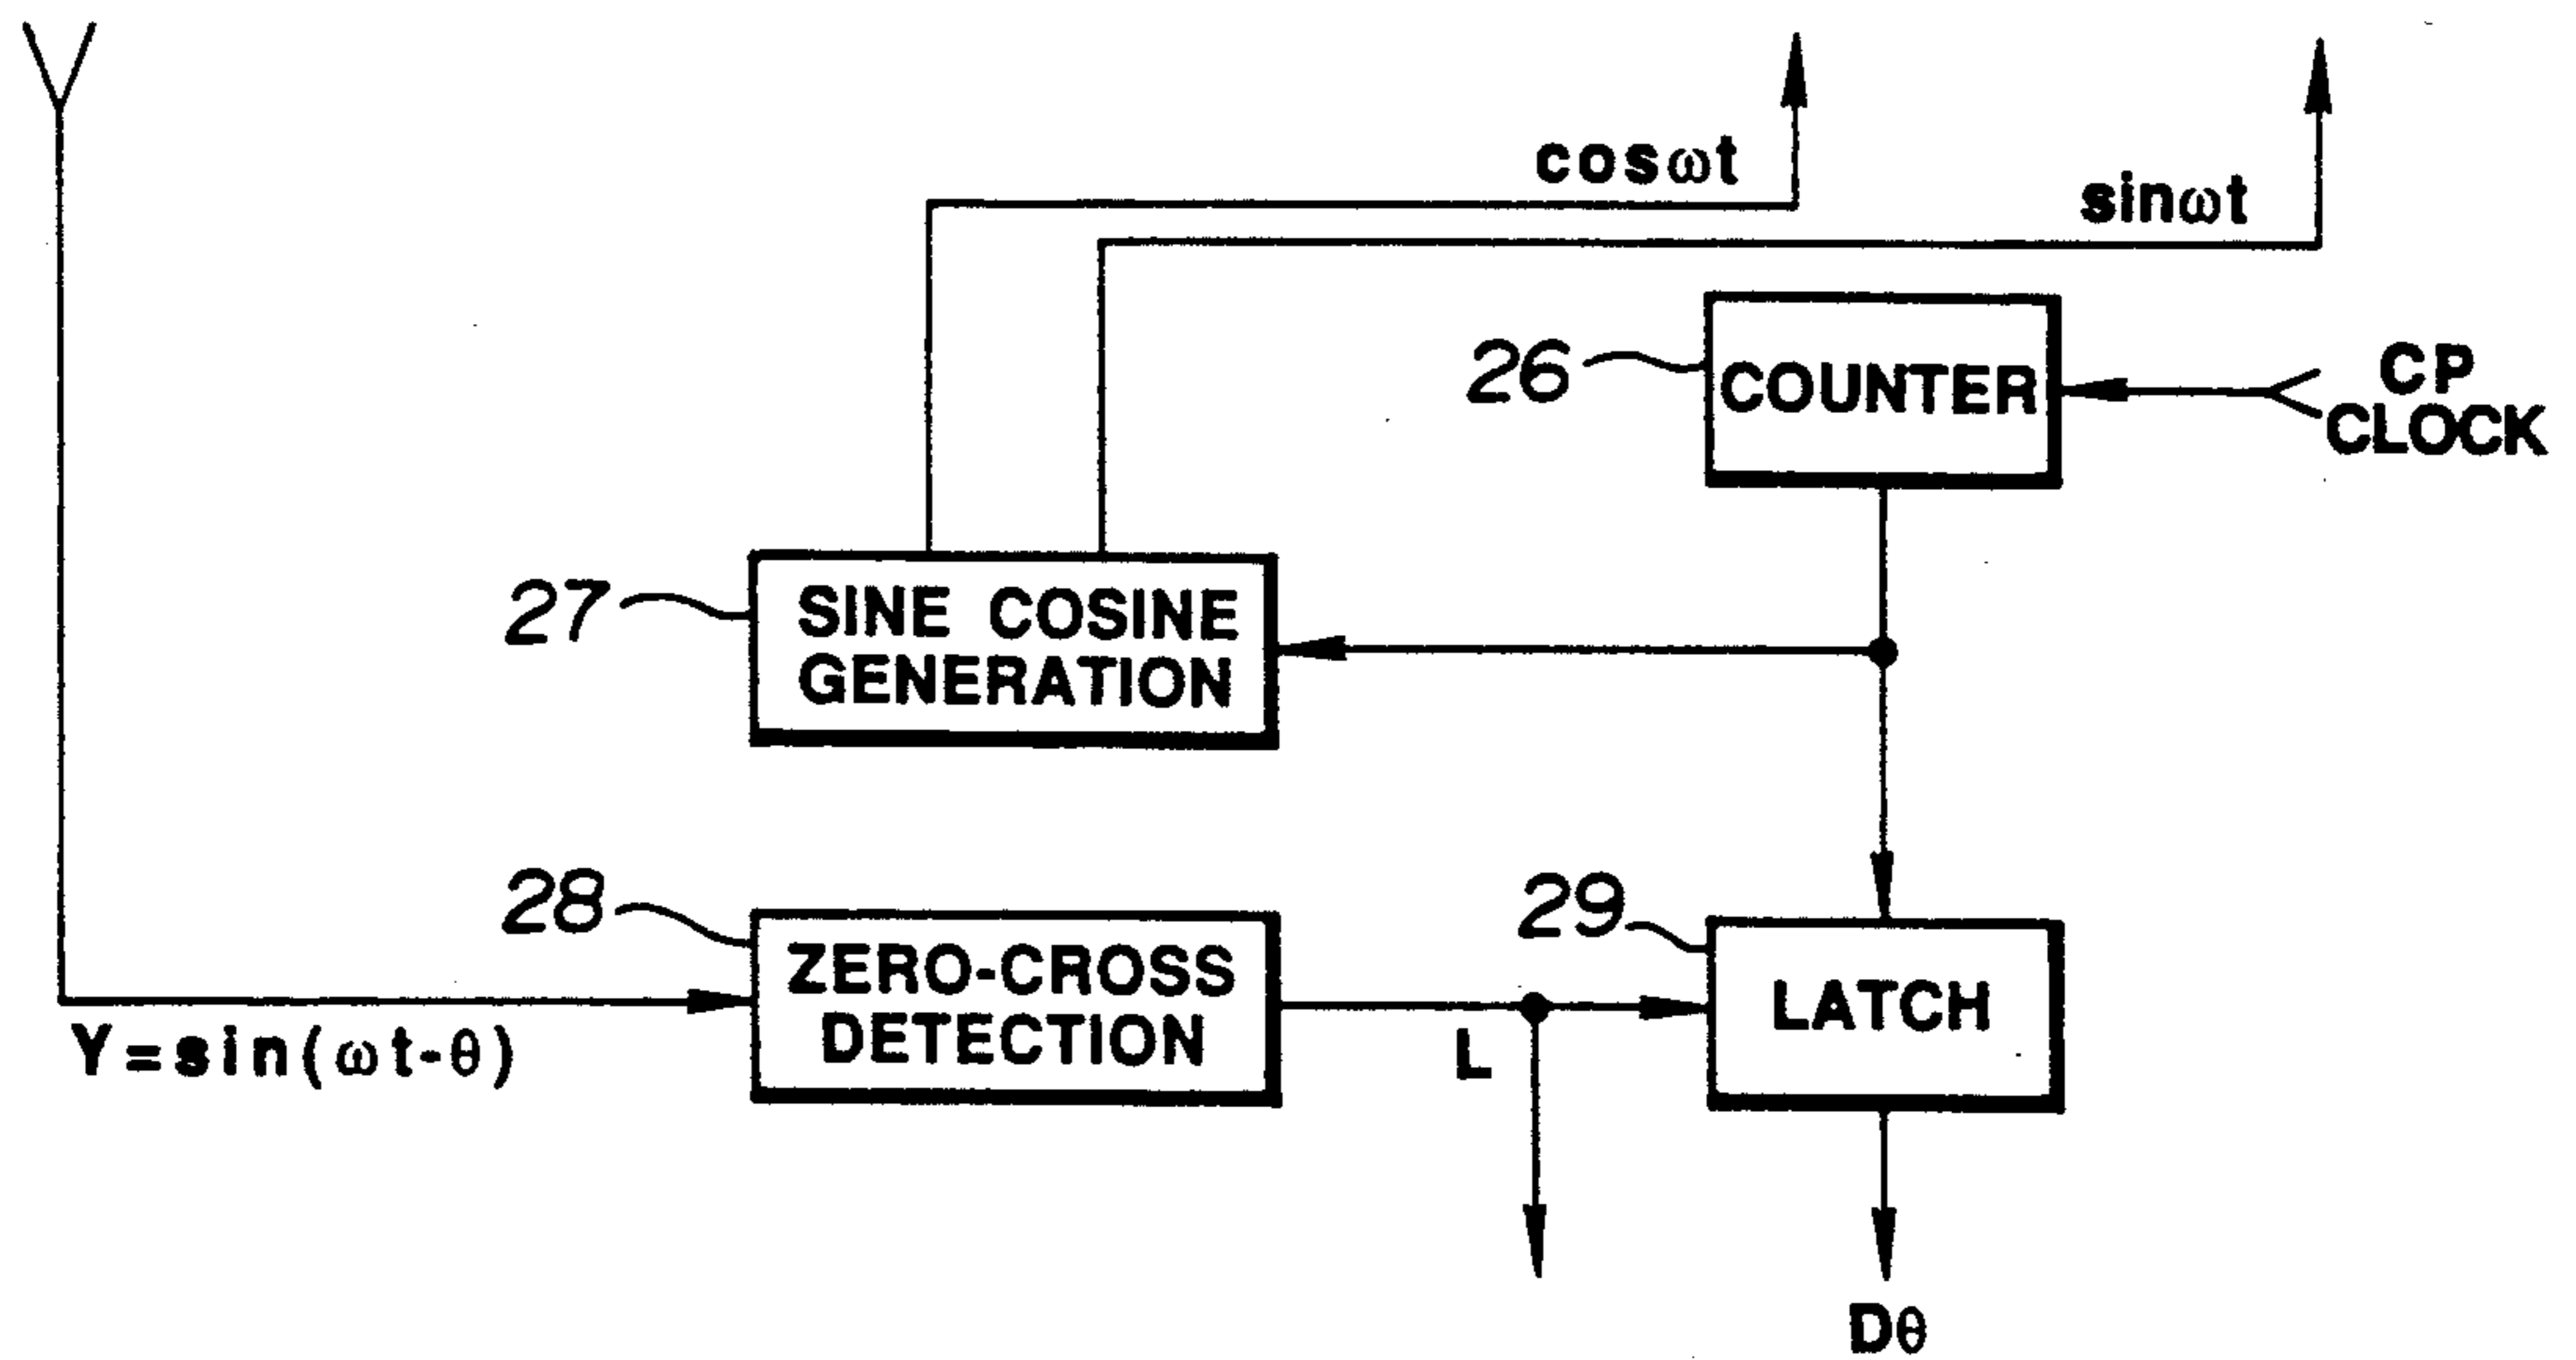 cosωt
sinωt
26
COUNTER
CP
CLOCK
27
SINE COSINE
GENERATION
28
ZERO-CROSS
DETECTION
29
LATCH
L
Y=sin(ωt-θ)
Dθ